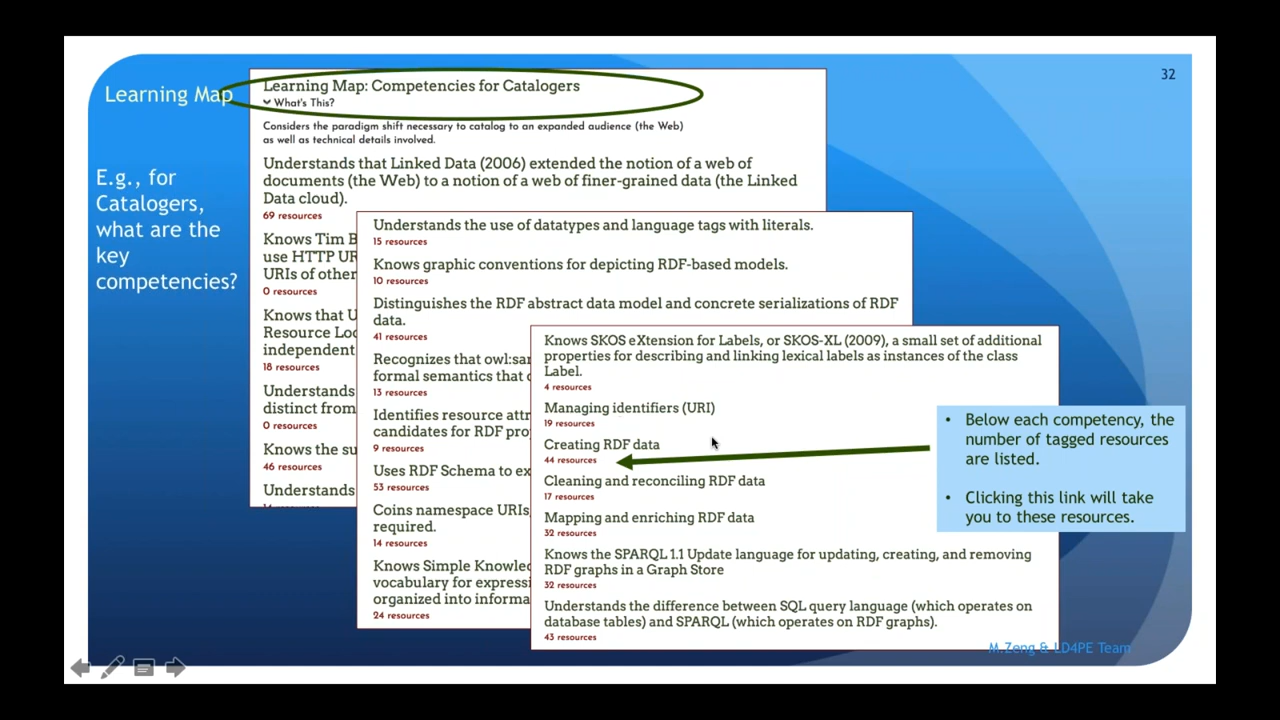 32
Learning Map
E.g., for
Catalogers,
what are the
key
competencies?
Learning Map: Competencies for Catalogers
What's This?
Considers the paradigm shift necessary to catalog to an expanded audience (the Web)
as well as technical details involved.
Understands that Linked Data (2006) extended the notion of a web of
documents (the Web) to a notion of a web of finer-grained data (the Linked
Data cloud).
69 resources
Knows Tim B
use HTTP UR
URIs of other
0 resources
Knows that U
Resource Loc
independent
18 resources
Understands
distinct from
0 resources
Knows the su
46 resources
Understands
Understands the use of datatypes and language tags with literals.
15 resources
Knows graphic conventions for depicting RDF-based models.
10 resources
Distinguishes the RDF abstract data model and concrete serializations of RDF
data.
41 resources
Recognizes that owl:sam
formal semantics that
13 resources
Identifies resource attr
candidates for RDF pro
9 resources
Uses RDF Schema to ex
53 resources
Coins namespace URIs,
required.
14 resources
Knows Simple Knowled
vocabulary for expressi
organized into informa
24 resources
Knows SKOS eXtension for Labels, or SKOS-XL (2009), a small set of additional
properties for describing and linking lexical labels as instances of the class
Label.
4 resources
Managing identifiers (URI)
19 resources
Creating RDF data
44 resources
Cleaning and reconciling RDF data
17 resources
Mapping and enriching RDF data
32 resources
Knows the SPARQL 1.1 Update language for updating, creating, and removing
RDF graphs in a Graph Store
32 resources
Understands the difference between SQL query language (which operates on
database tables) and SPARQL (which operates on RDF graphs).
43 resources
• Below each competency, the
number of tagged resources
are listed.
• Clicking this link will take
you to these resources.
M.Zeng & LD4PE Team